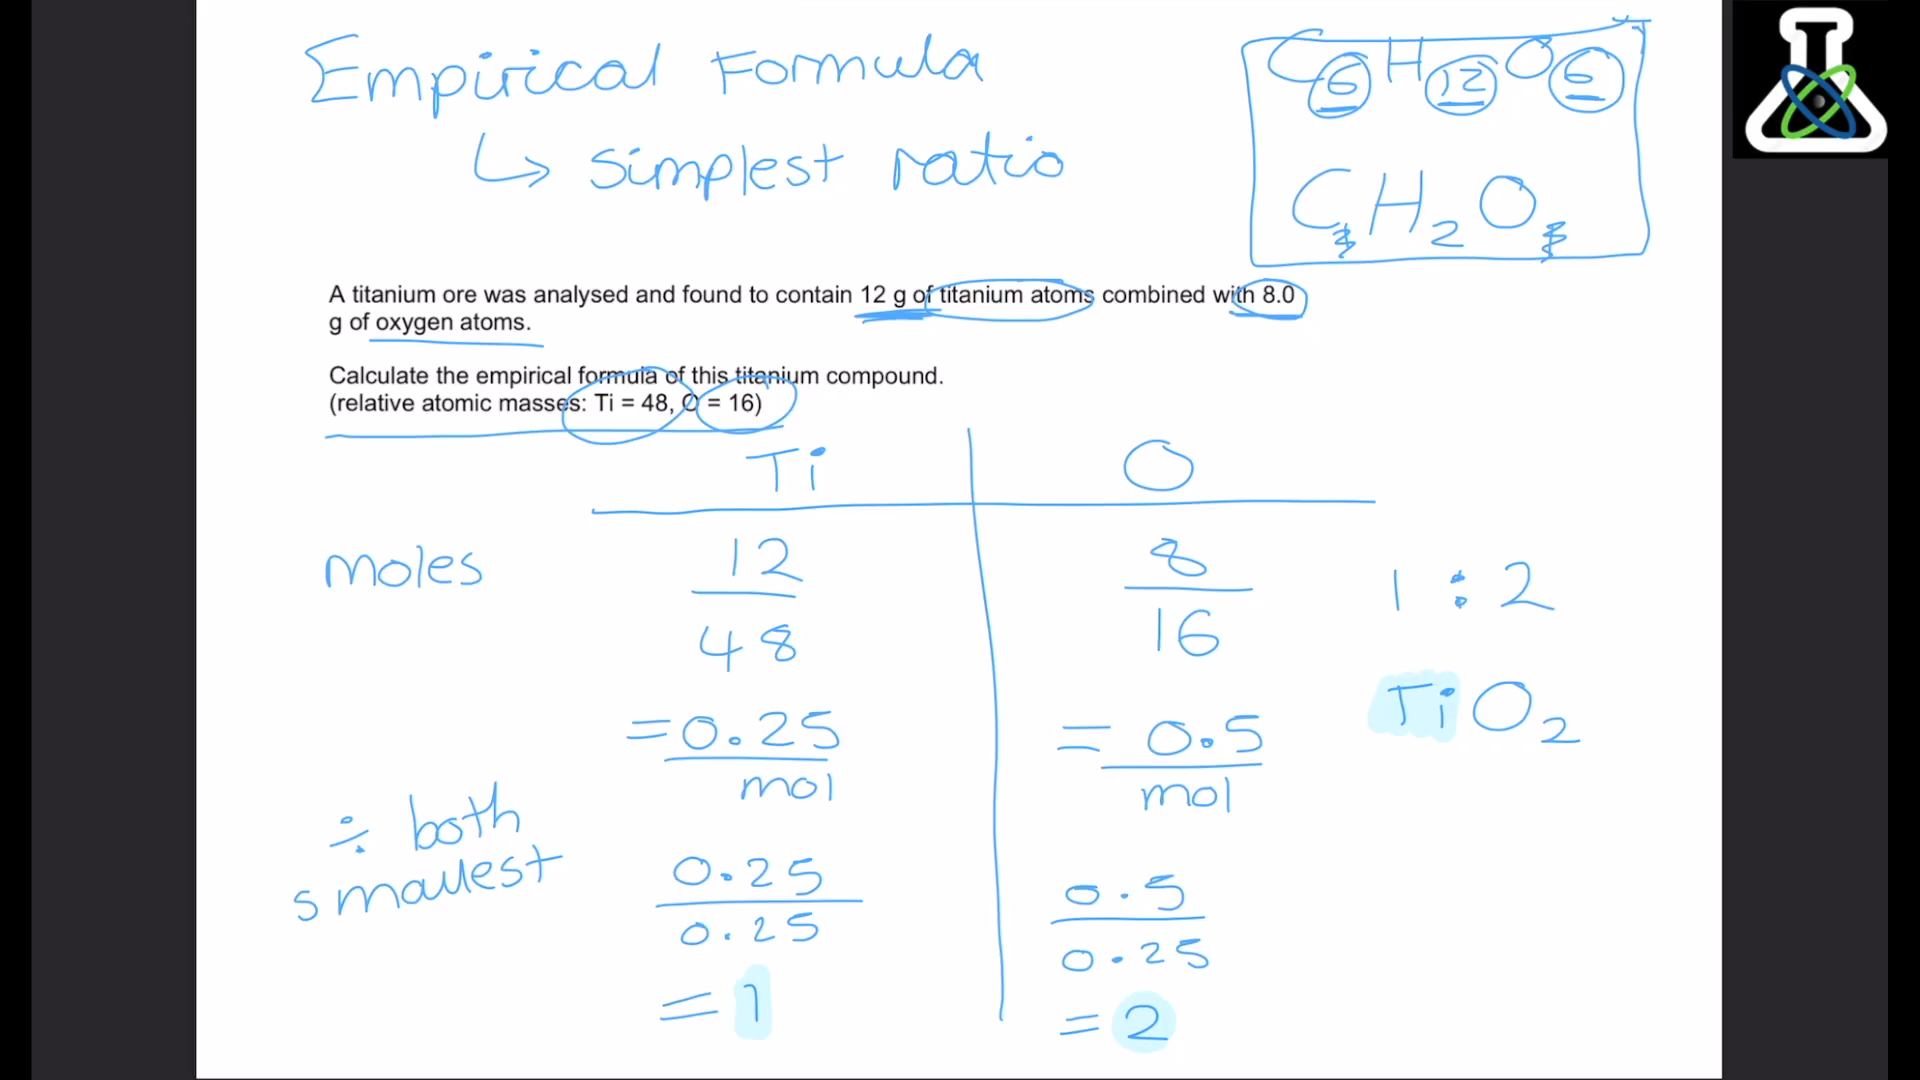 Empirical Formula
↳ simplest ratio
C6H12O6
CH2O
A titanium ore was analysed and found to contain 12 g of titanium atoms combined with 8.0
g of oxygen atoms.
Calculate the empirical formula of this titanium compound.
(relative atomic masses: Ti = 48, O = 16)
Ti O
moles 12/48 8/16 1 : 2
= 0.25 mol = 0.5 mol TiO2
÷ both
smallest
0.25/0.25 0.5/0.25
= 1 = 2